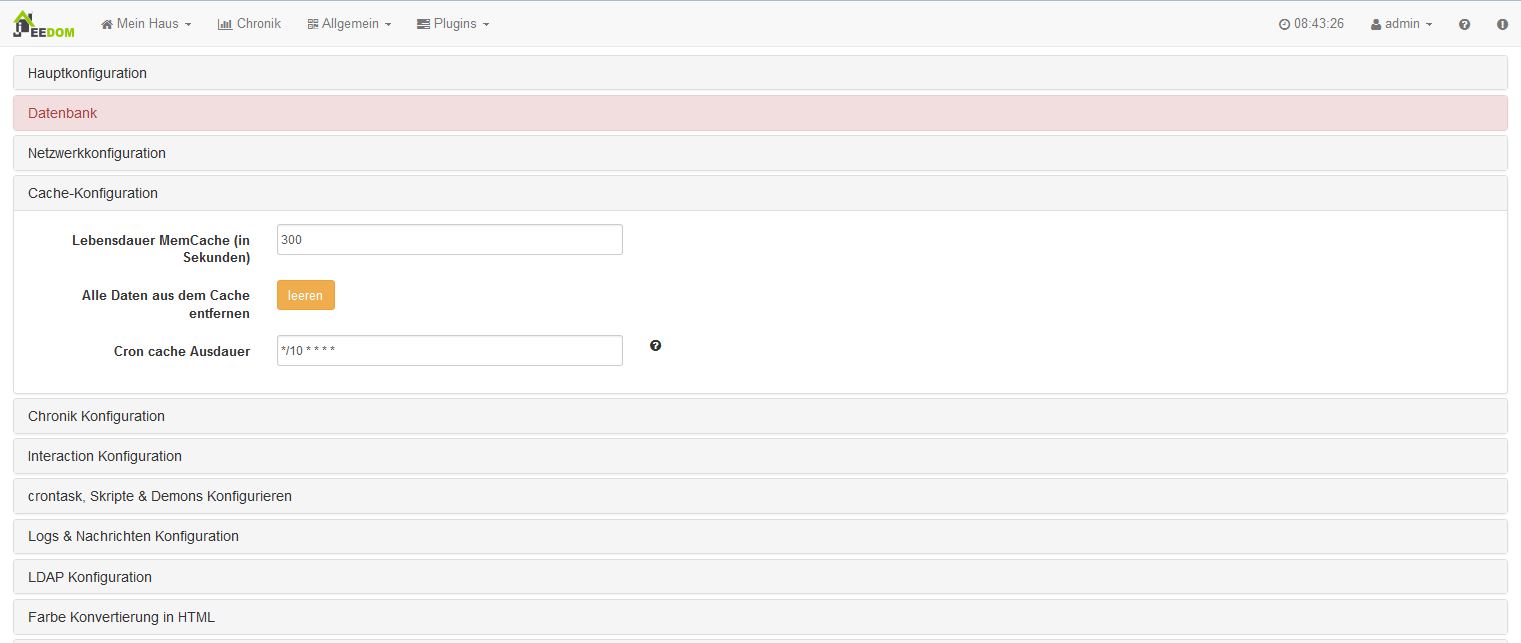 JEEDOM Mein Haus Chronik Allgemein Plugins 08:43:26 admin
Hauptkonfiguration
Datenbank
Netzwerkkonfiguration
Cache-Konfiguration
Lebensdauer MemCache (in
Sekunden)
300
Alle Daten aus dem Cache
entfernen
leeren
Cron cache Ausdauer
*/10 * * * *
Chronik Konfiguration
Interaction Konfiguration
crontask, Skripte & Demons Konfigurieren
Logs & Nachrichten Konfiguration
LDAP Konfiguration
Farbe Konvertierung in HTML